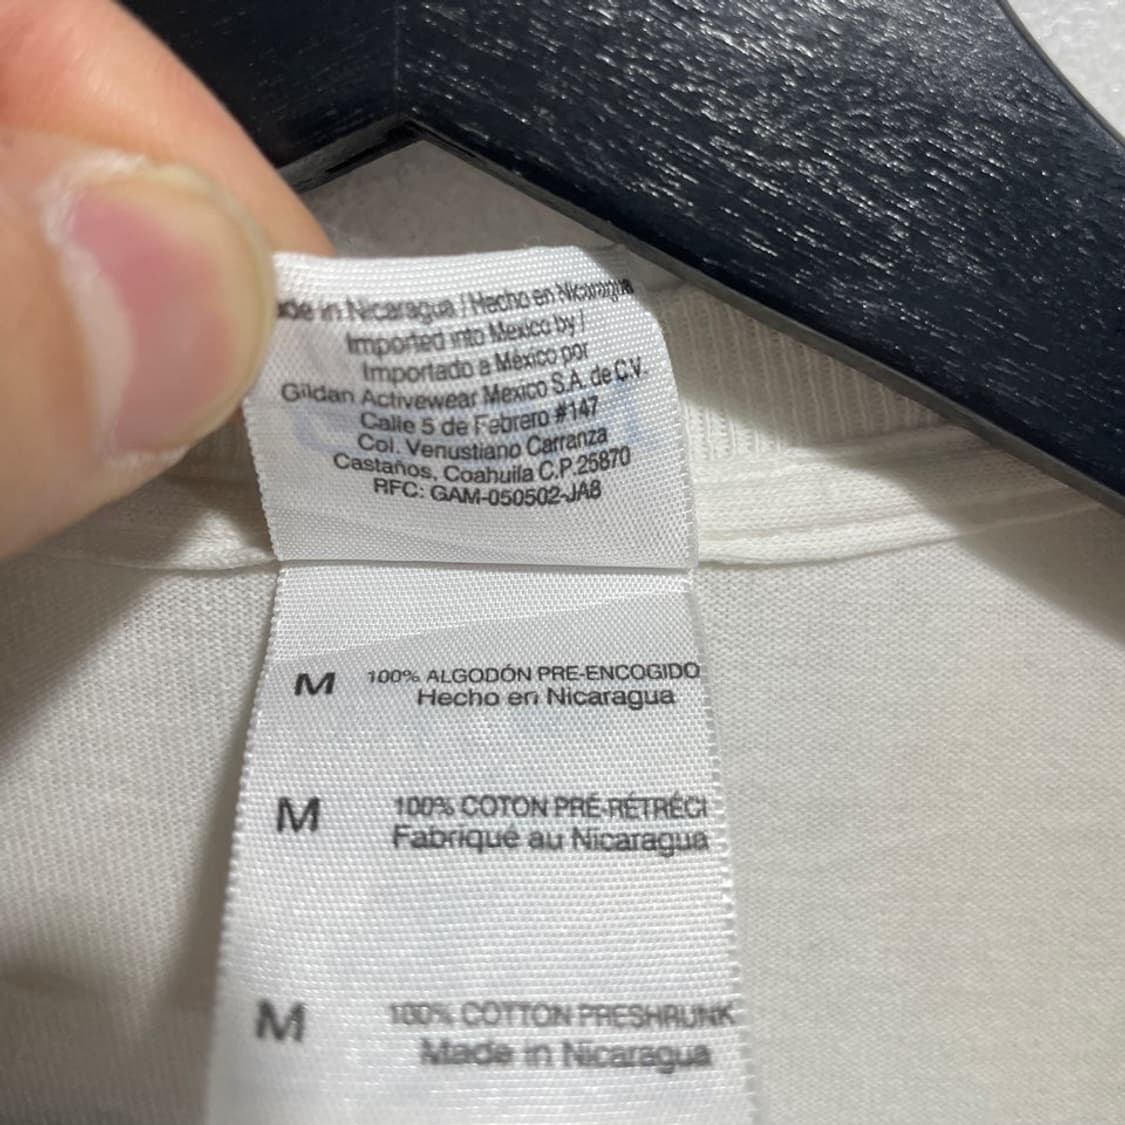 ade in Nicaragua / Hecho en Nicaragua
Imported into Mexico by /
Importado a México por
Gildan Activewear Mexico S.A. de C.V.
Calle 5 de Febrero #147
Col. Venustiano Carranza
Castaños, Coahuila C.P.25870
RFC: GAM-050502-JA8
M 100% ALGODÓN PRE-ENCOGIDO
Hecho en Nicaragua
M 100% COTON PRÉ-RÉTRÉCI
Fabriqué au Nicaragua
M 100% COTTON PRESHRUNK
Made in Nicaragua